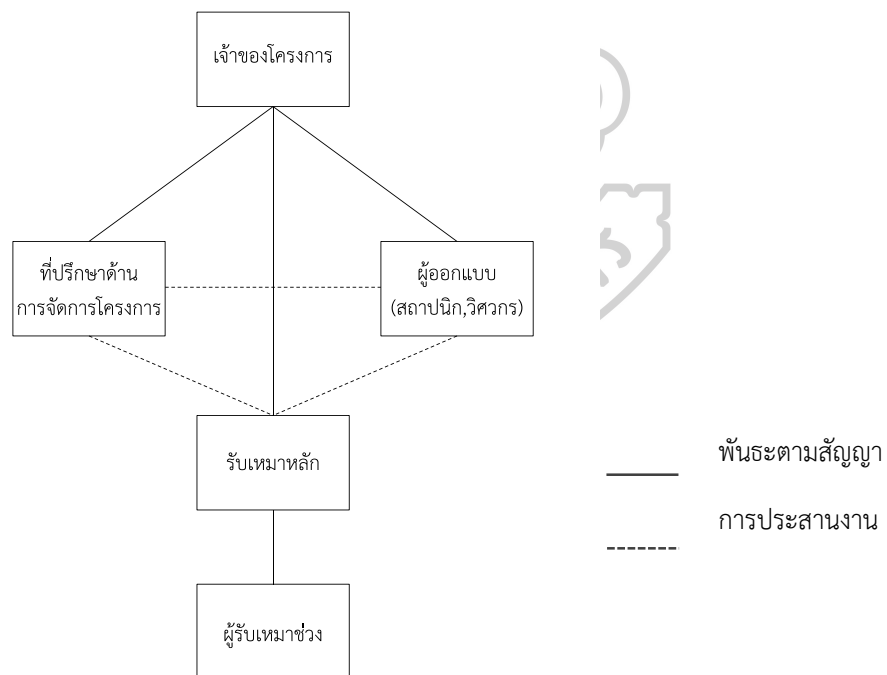 เจ้าของโครงการ
ที่ปรึกษาด้าน
การจัดการโครงการ
ผู้ออกแบบ
(สถาปนิก,วิศวกร)
รับเหมาหลัก
ผู้รับเหมาช่วง
พันธะตามสัญญา
การประสานงาน